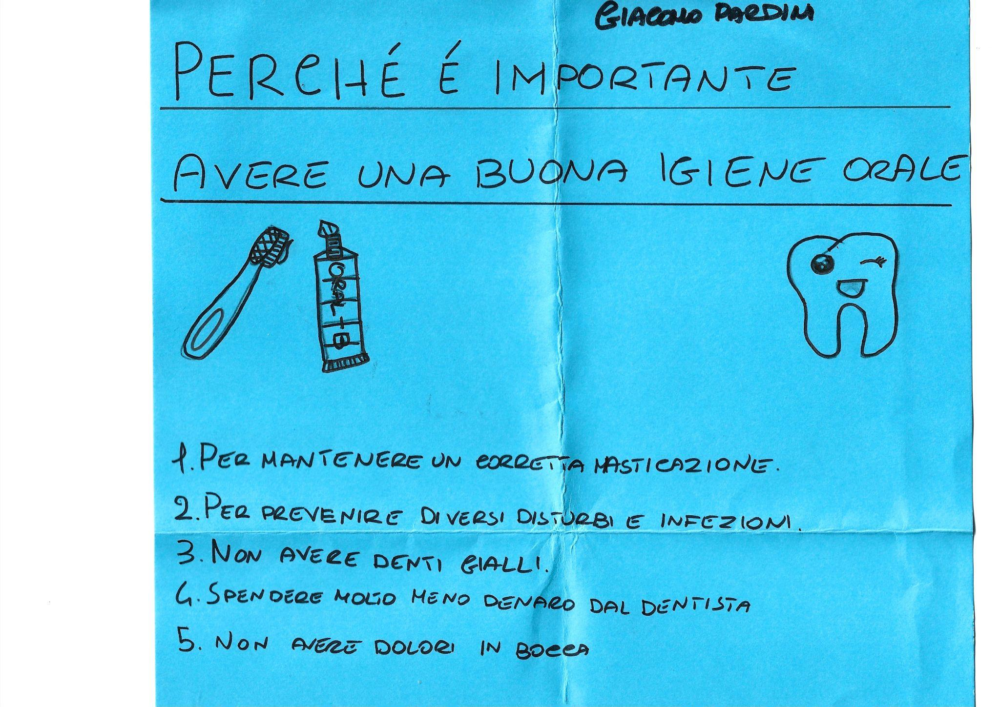 GIACOMO PARDINI
PERCHÉ É IMPORTANTE
AVERE UNA BUONA IGIENE ORALE
ORAL-B
1. PER MANTENERE UN CORRETTA MASTICAZIONE.
2. PER PREVENIRE DIVERSI DISTURBI E INFEZIONI.
3. NON AVERE DENTI GIALLI.
4. SPENDERE MOLTO MENO DENARO DAL DENTISTA
5. NON AVERE DOLORI IN BOCCA